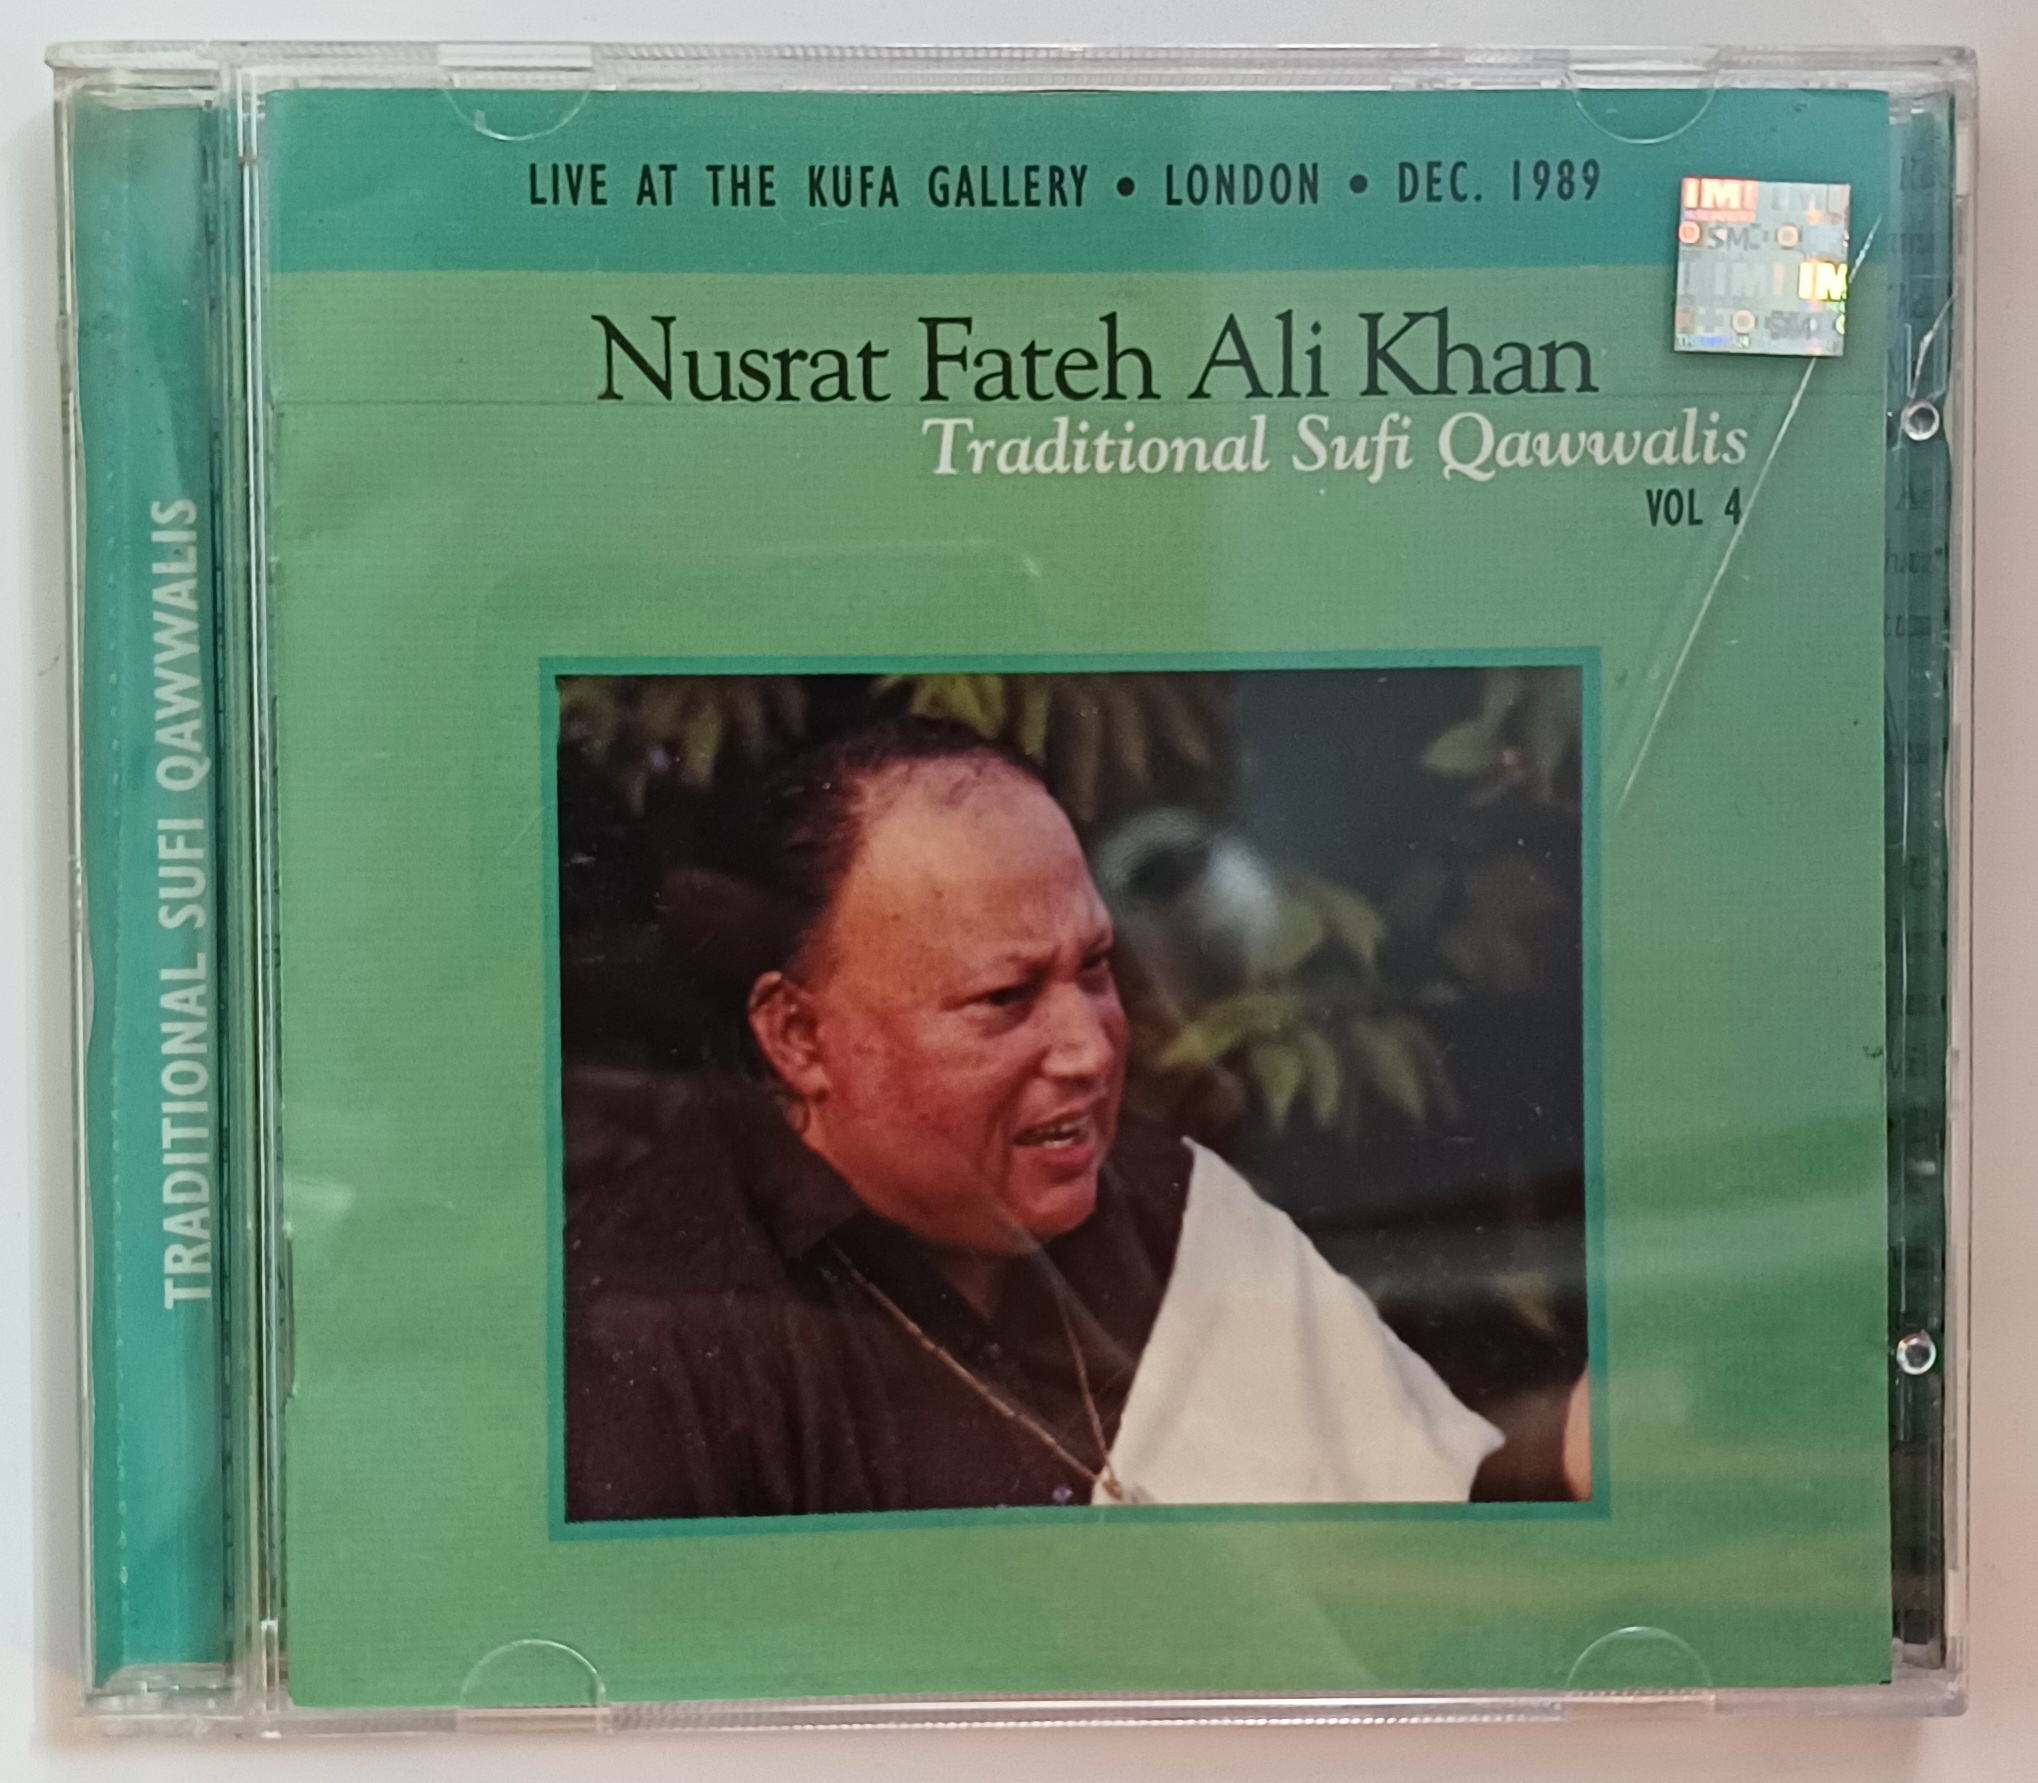 LIVE AT THE KUFA GALLERY • LONDON • DEC. 1989
Nusrat Fateh Ali Khan
Traditional Sufi Qawwalis
VOL 4
TRADITIONAL SUFI QAWWALIS
IMI